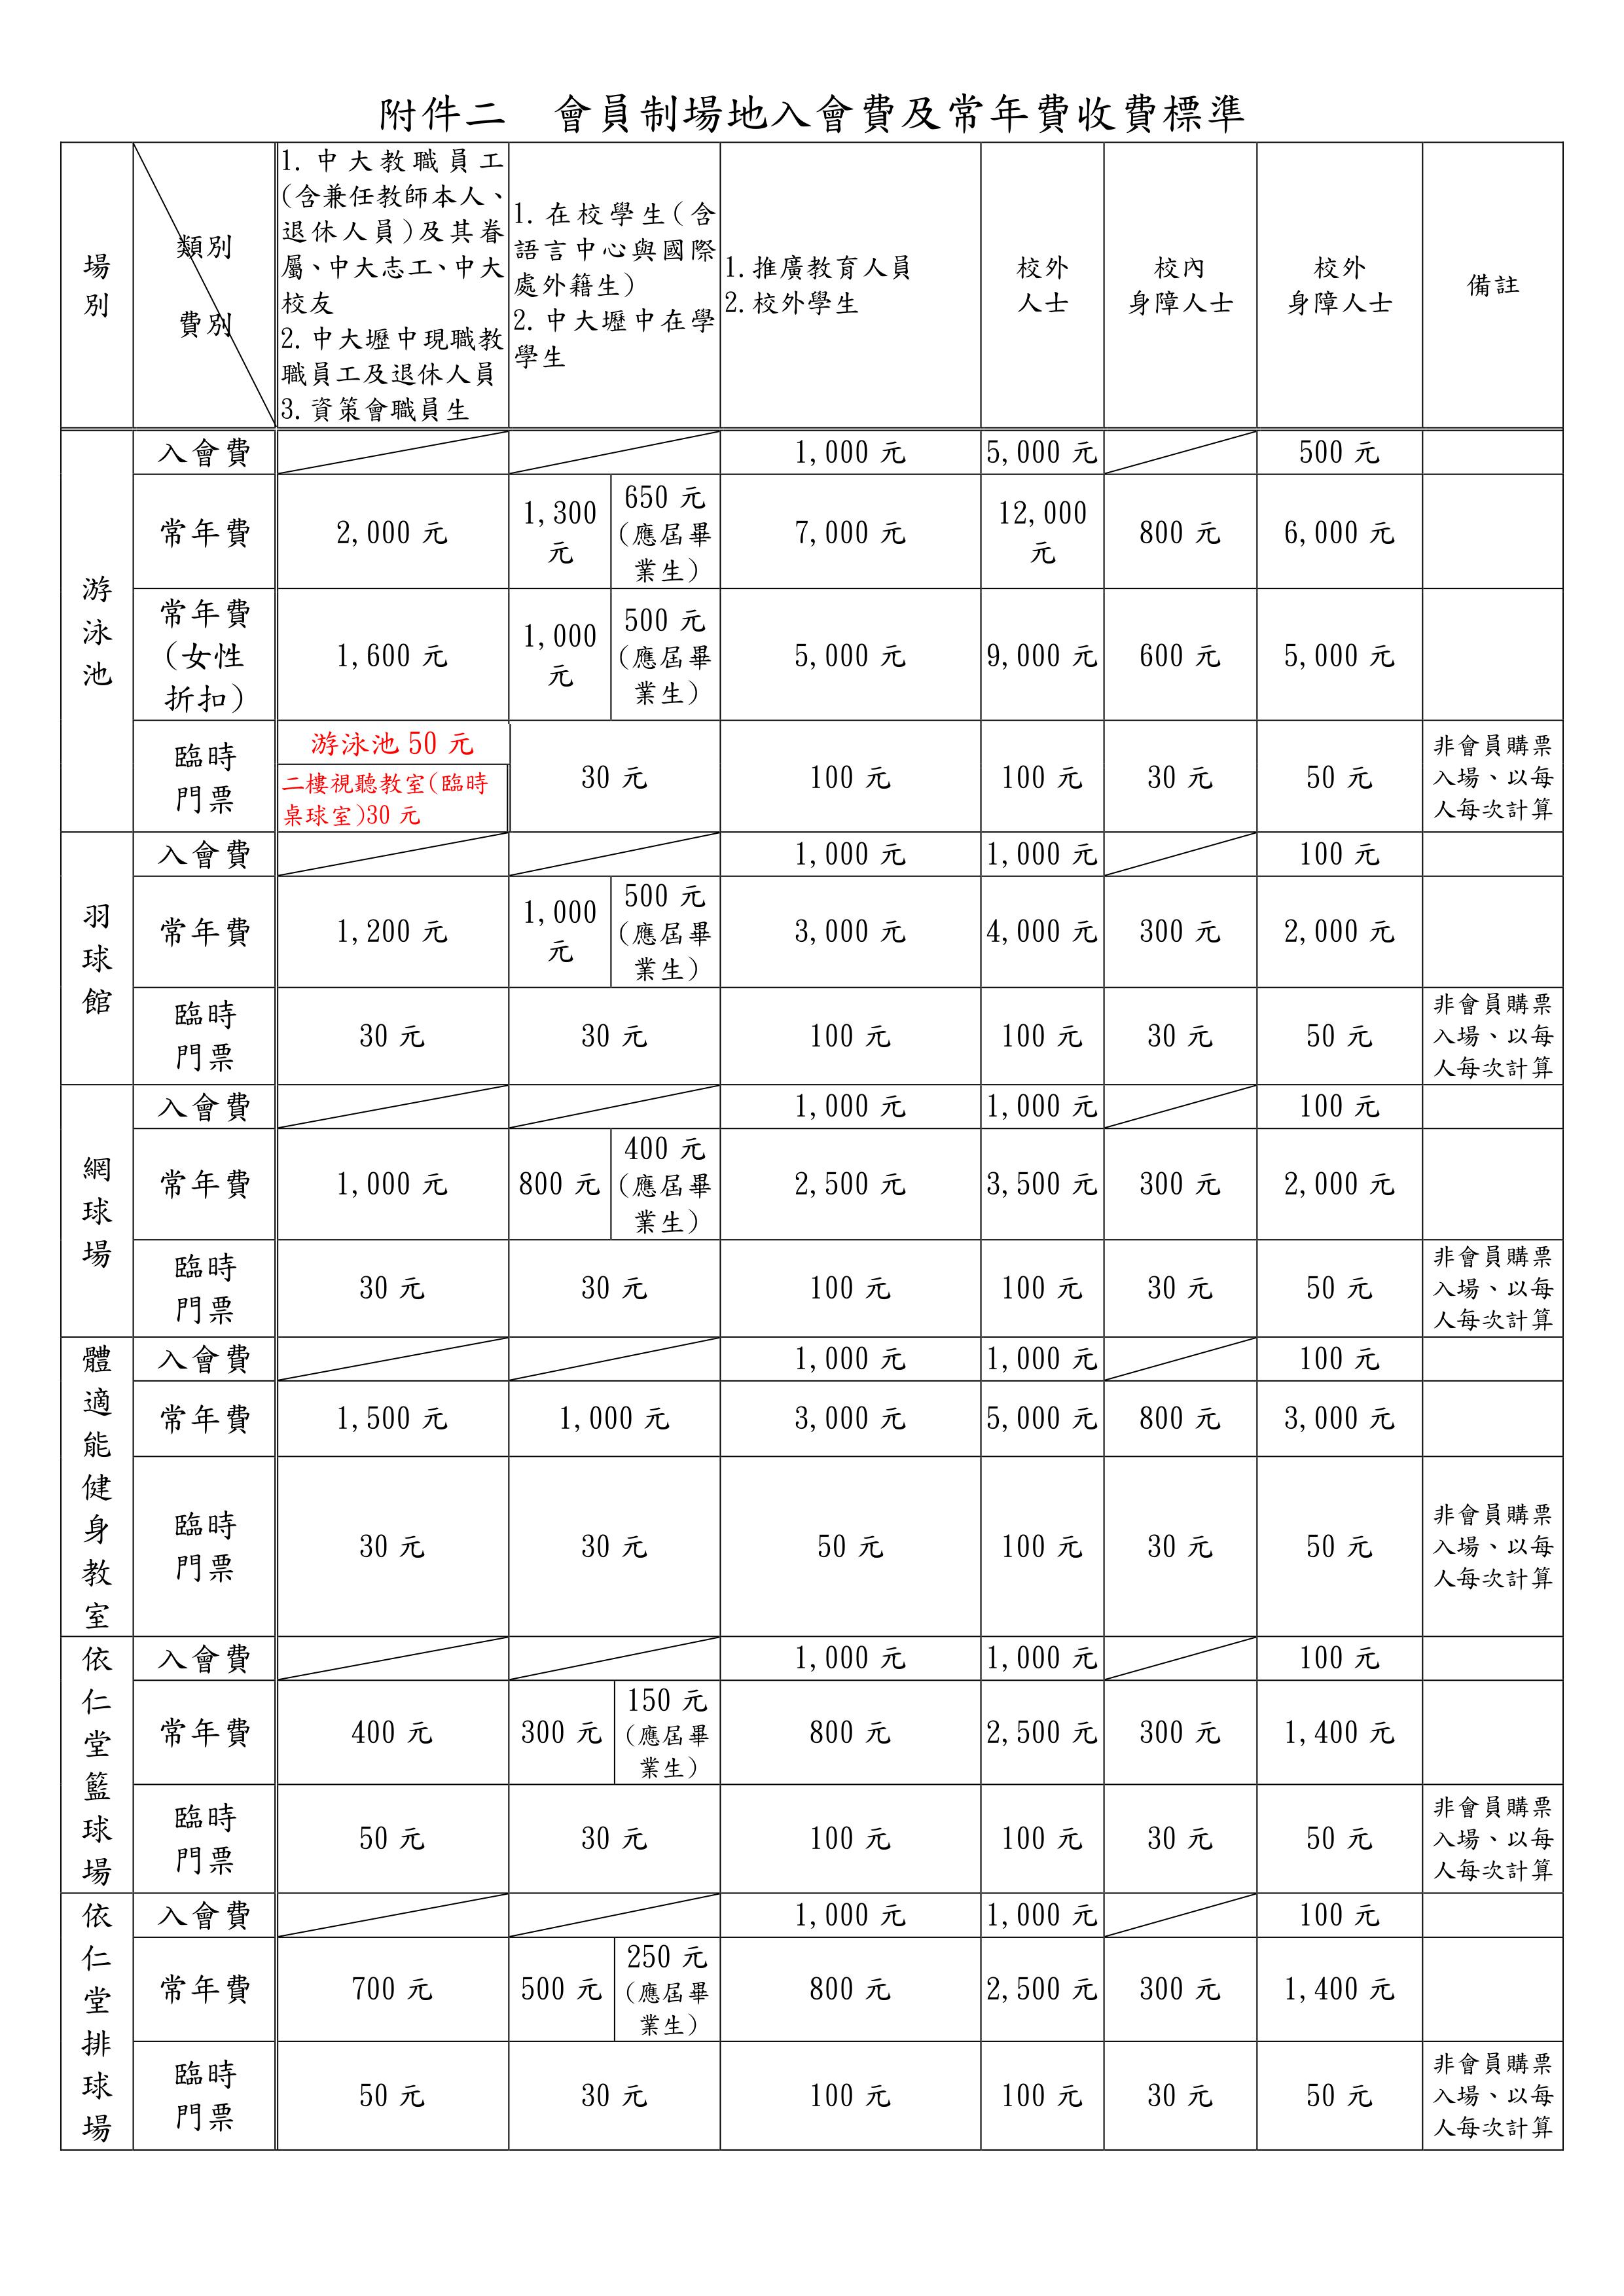 附件二　會員制場地入會費及常年費收費標準
場
別
類別
費別
1. 中大教職員工
(含兼任教師本人、
退休人員)及其眷
屬、中大志工、中大
校友
2. 中大壢中現職教
職員工及退休人員
3. 資策會職員生
1. 在校學生(含
語言中心與國際
處外籍生)
2. 中大壢中在學
學生
1. 推廣教育人員
2. 校外學生
校外
人士
校內
身障人士
校外
身障人士
備註
游
泳
池
入會費
1,000 元
5,000 元
500 元
常年費
2,000 元
1,300
元
650 元
(應屆畢
業生)
7,000 元
12,000
元
800 元
6,000 元
常年費
(女性
折扣)
1,600 元
1,000
元
500 元
(應屆畢
業生)
5,000 元
9,000 元
600 元
5,000 元
臨時
門票
游泳池 50 元
二樓視聽教室(臨時
桌球室)30 元
30 元
100 元
100 元
30 元
50 元
非會員購票
入場、以每
人每次計算
羽
球
館
入會費
1,000 元
1,000 元
100 元
常年費
1,200 元
1,000
元
500 元
(應屆畢
業生)
3,000 元
4,000 元
300 元
2,000 元
臨時
門票
30 元
30 元
100 元
100 元
30 元
50 元
非會員購票
入場、以每
人每次計算
網
球
場
入會費
1,000 元
1,000 元
100 元
常年費
1,000 元
800 元
400 元
(應屆畢
業生)
2,500 元
3,500 元
300 元
2,000 元
臨時
門票
30 元
30 元
100 元
100 元
30 元
50 元
非會員購票
入場、以每
人每次計算
體
適
能
健
身
教
室
入會費
1,000 元
1,000 元
100 元
常年費
1,500 元
1,000 元
3,000 元
5,000 元
800 元
3,000 元
臨時
門票
30 元
30 元
50 元
100 元
30 元
50 元
非會員購票
入場、以每
人每次計算
依
仁
堂
籃
球
場
入會費
1,000 元
1,000 元
100 元
常年費
400 元
300 元
150 元
(應屆畢
業生)
800 元
2,500 元
300 元
1,400 元
臨時
門票
50 元
30 元
100 元
100 元
30 元
50 元
非會員購票
入場、以每
人每次計算
依
仁
堂
排
球
場
入會費
1,000 元
1,000 元
100 元
常年費
700 元
500 元
250 元
(應屆畢
業生)
800 元
2,500 元
300 元
1,400 元
臨時
門票
50 元
30 元
100 元
100 元
30 元
50 元
非會員購票
入場、以每
人每次計算